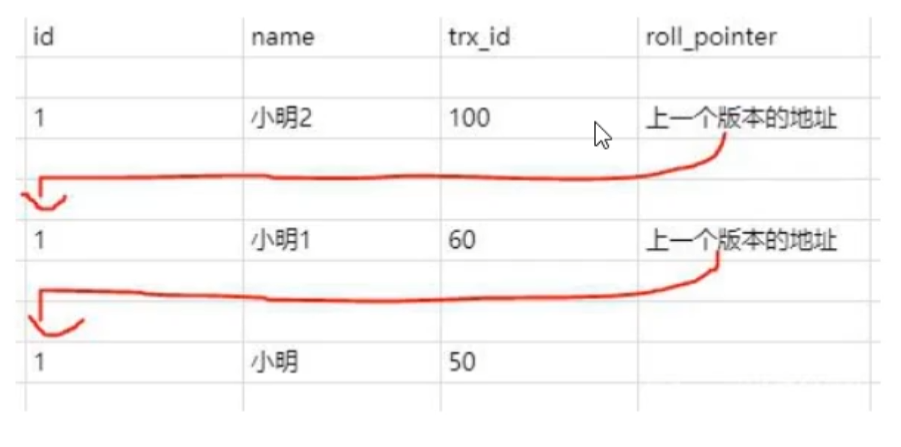 id name trx_id roll_pointer
1 小明2 100 上一个版本的地址
1 小明1 60 上一个版本的地址
1 小明 50